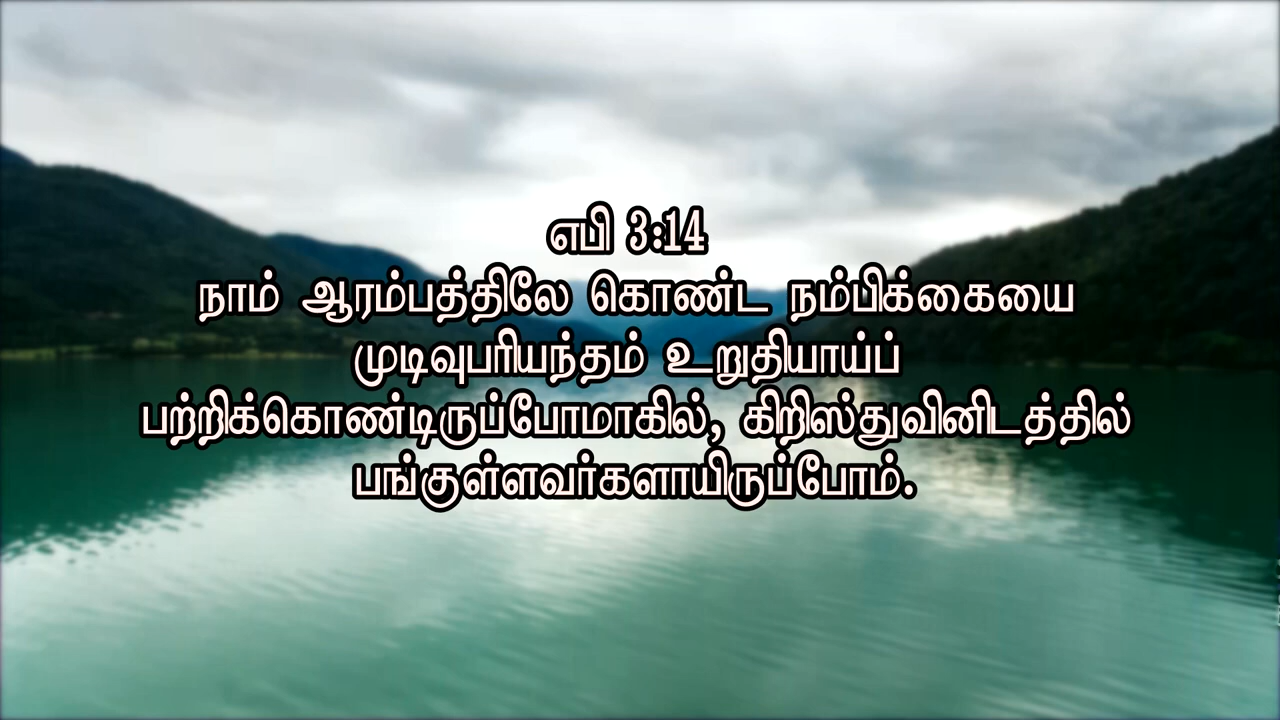 எபி 3:14
நாம் ஆரம்பத்திலே கொண்ட நம்பிக்கையை
முடிவுபரியந்தம் உறுதியாய்ப்
பற்றிக்கொண்டிருப்போமாகில், கிறிஸ்துவினிடத்தில்
பங்குள்ளவர்களாயிருப்போம்.